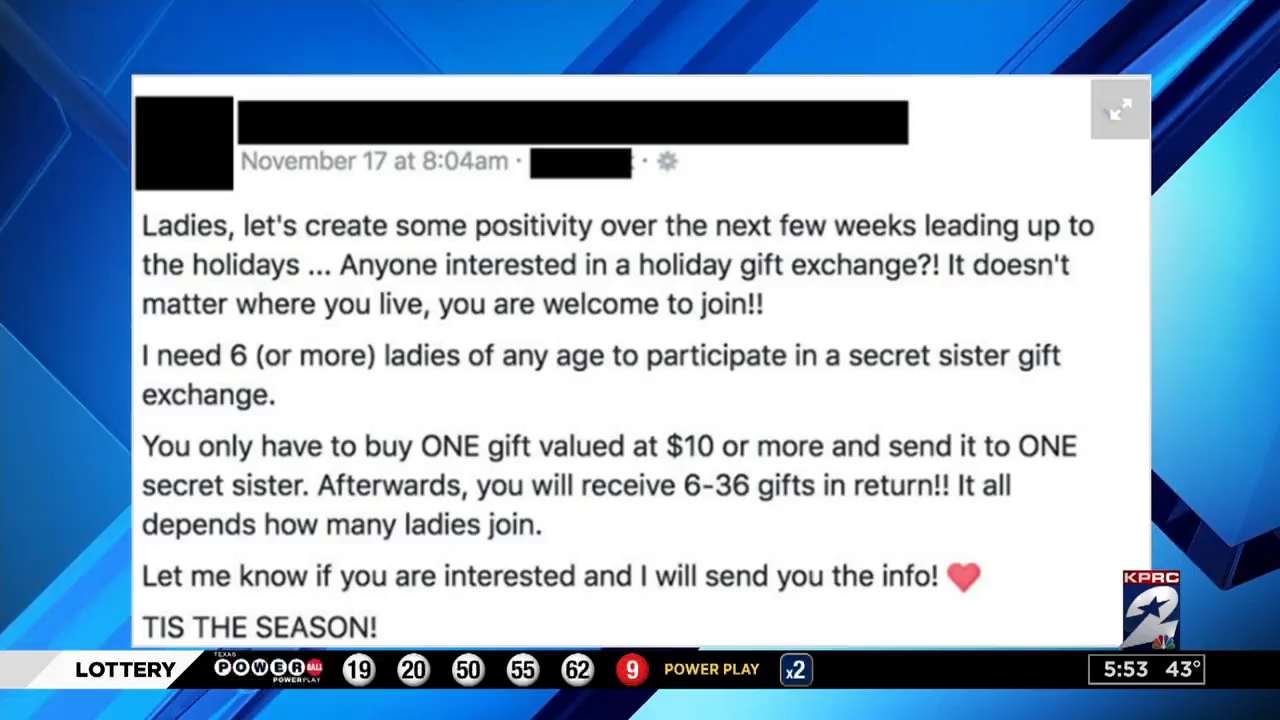 November 17 at 8:04am ·
Ladies, let's create some positivity over the next few weeks leading up to
the holidays ... Anyone interested in a holiday gift exchange?! It doesn't
matter where you live, you are welcome to join!!
I need 6 (or more) ladies of any age to participate in a secret sister gift
exchange.
You only have to buy ONE gift valued at $10 or more and send it to ONE
secret sister. Afterwards, you will receive 6-36 gifts in return!! It all
depends how many ladies join.
Let me know if you are interested and I will send you the info! ❤
TIS THE SEASON!
KPRC
2
LOTTERY
TEXAS
POWERBALL
POWERPLAY
19 20 50 55 62 9 POWER PLAY x2
5:53 43°